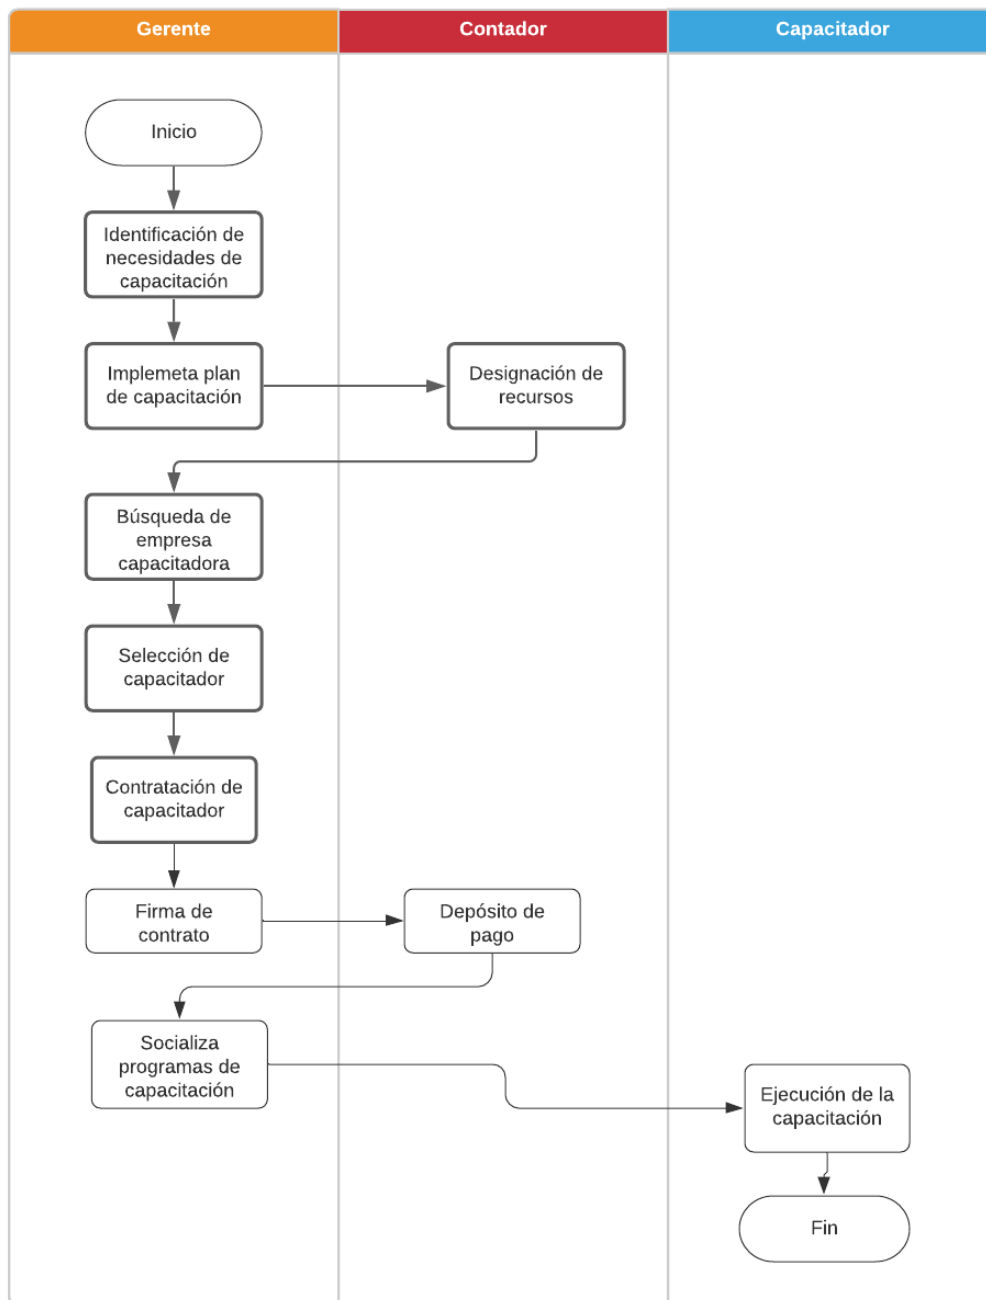 Gerente
Contador
Capacitador
Inicio
Identificación de
necesidades de
capacitación
Implemeta plan
de capacitación
Designación de
recursos
Búsqueda de
empresa
capacitadora
Selección de
capacitador
Contratación de
capacitador
Firma de
contrato
Depósito de
pago
Socializa
programas de
capacitación
Ejecución de la
capacitación
Fin